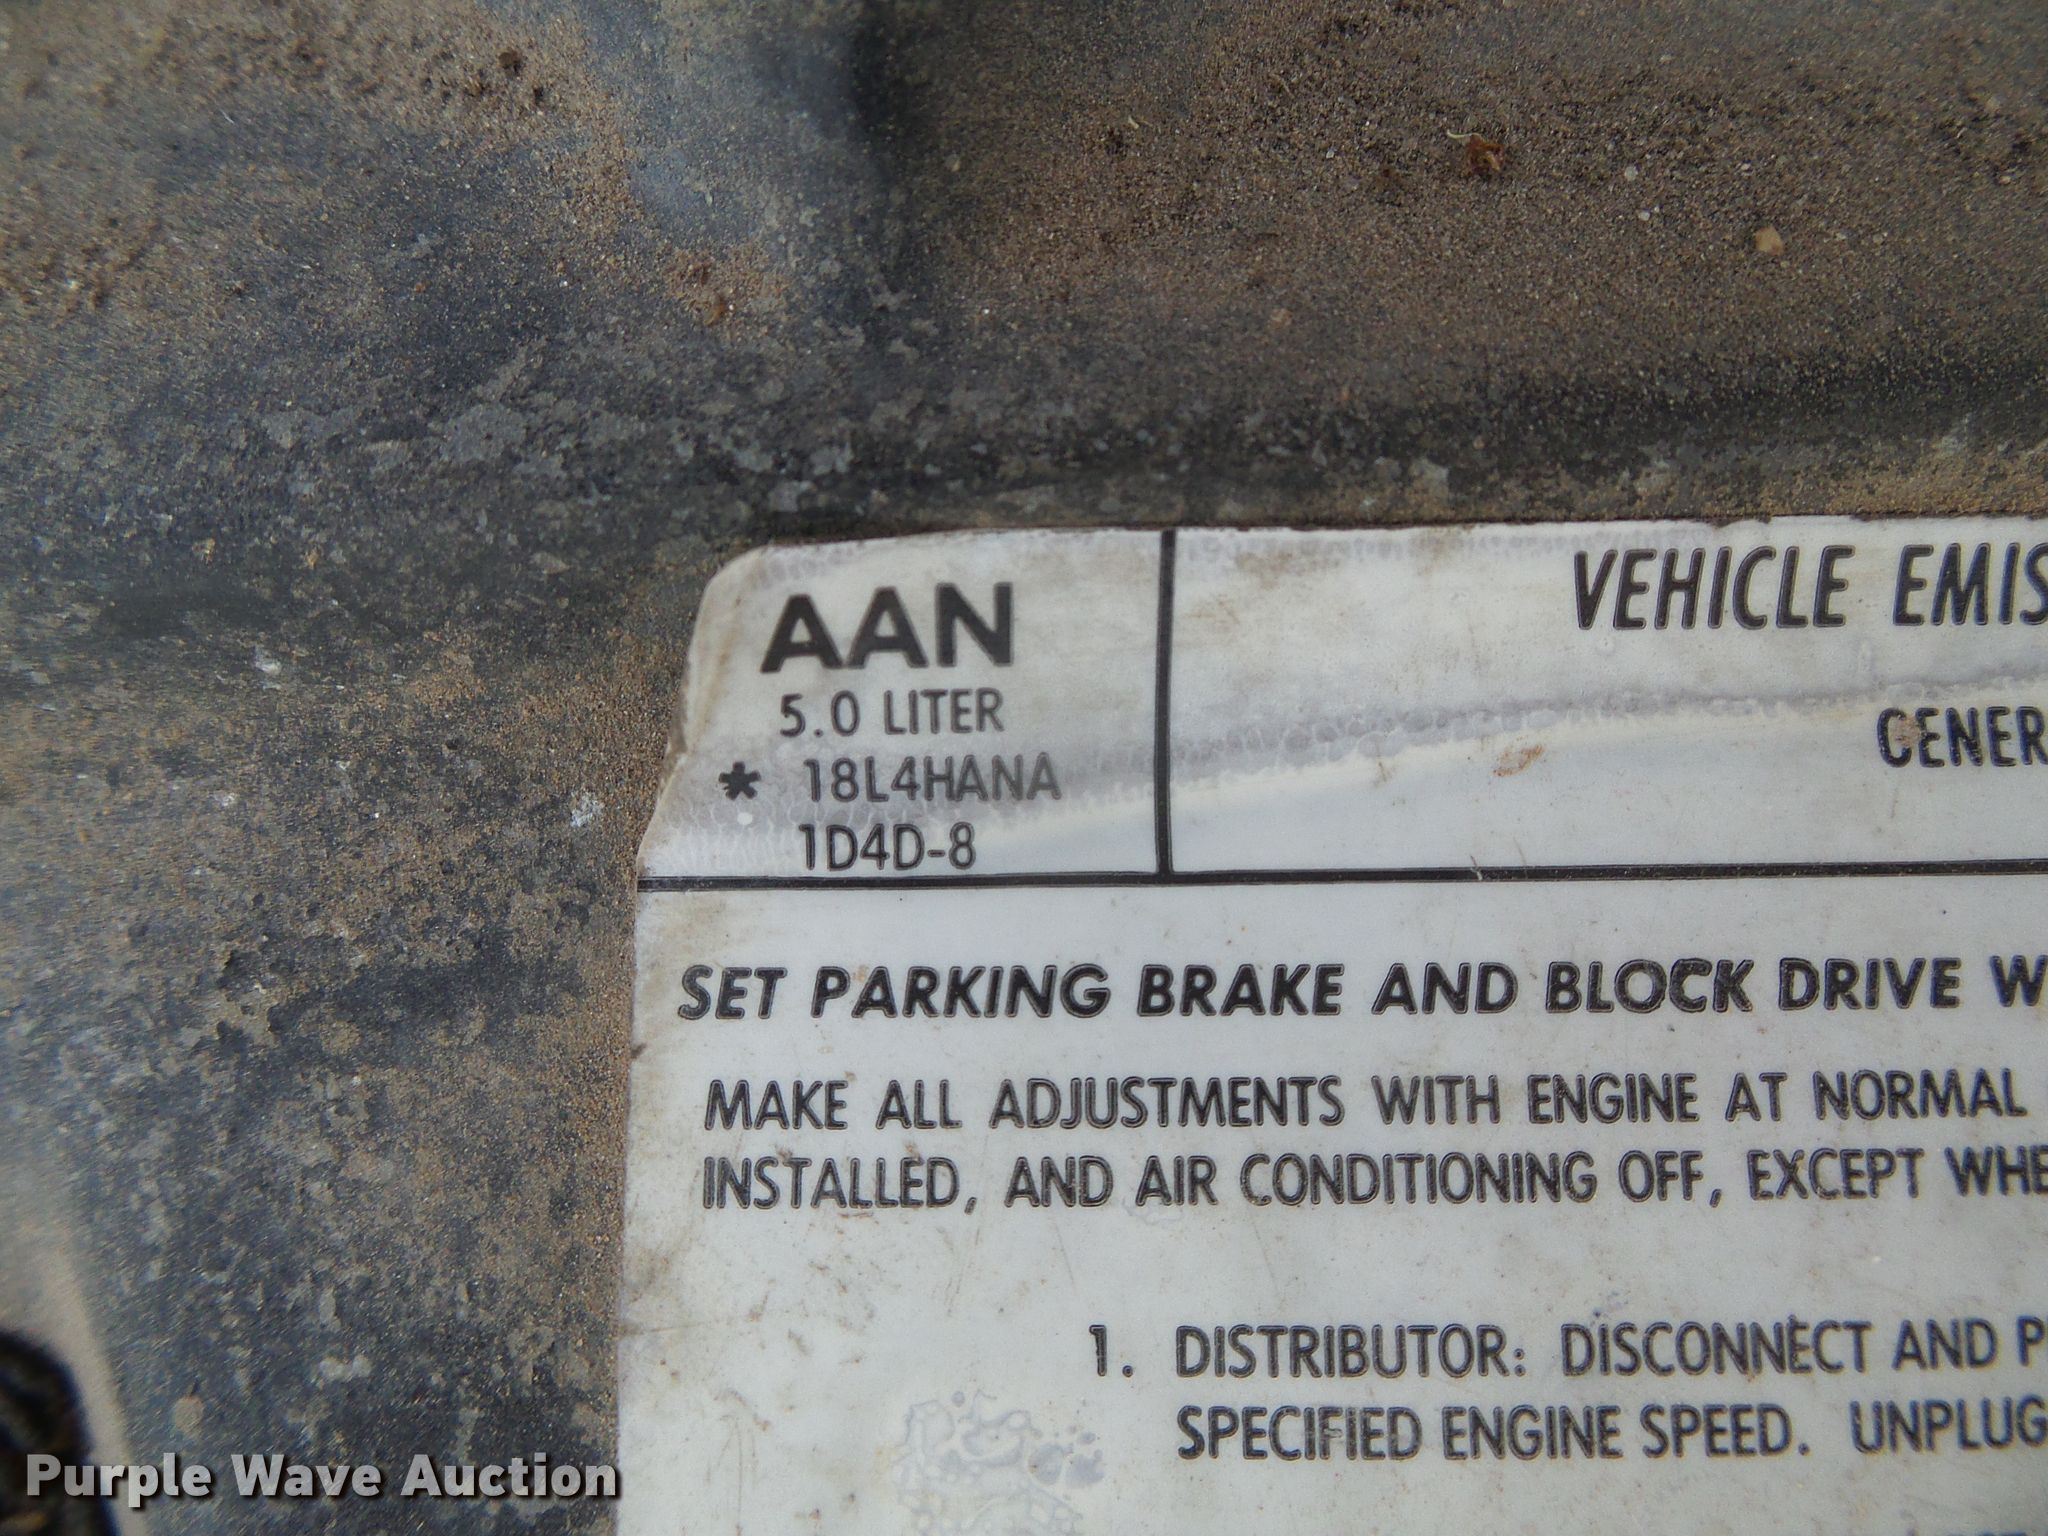 AAN
5.0 LITER
* 18L4HANA
1D4D-8
VEHICLE EMIS
GENER
SET PARKING BRAKE AND BLOCK DRIVE W
MAKE ALL ADJUSTMENTS WITH ENGINE AT NORMAL
INSTALLED, AND AIR CONDITIONING OFF, EXCEPT WHE
1. DISTRIBUTOR: DISCONNECT AND P
SPECIFIED ENGINE SPEED. UNPLUG
Purple Wave Auction